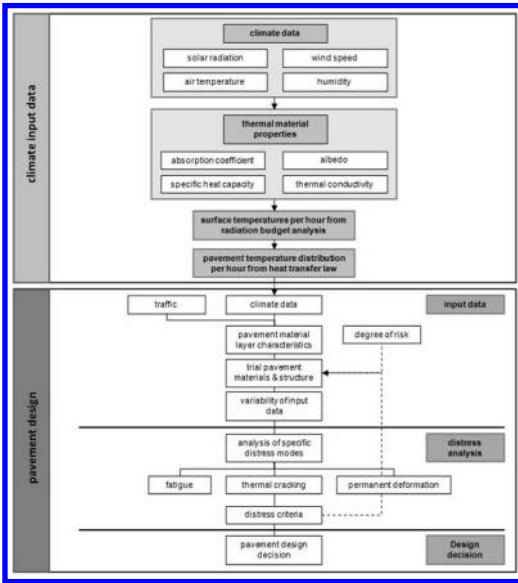 climate input data
climate data
solar radiation
wind speed
air temperature
humidity
thermal material
properties
absorption coefficient
albedo
specific heat capacity
thermal conductivity
surface temperatures per hour from
radiation budget analysis
pavement temperature distribution
per hour from heat transfer law
pavement design
traffic
climate data
input data
pavement material
layer characteristics
degree of risk
trial pavement
materials & structure
variability of input
data
analysis of specific
distress modes
distress
analysis
fatigue
thermal cracking
permanent deformation
distress criteria
pavement design
decision
Design
decision